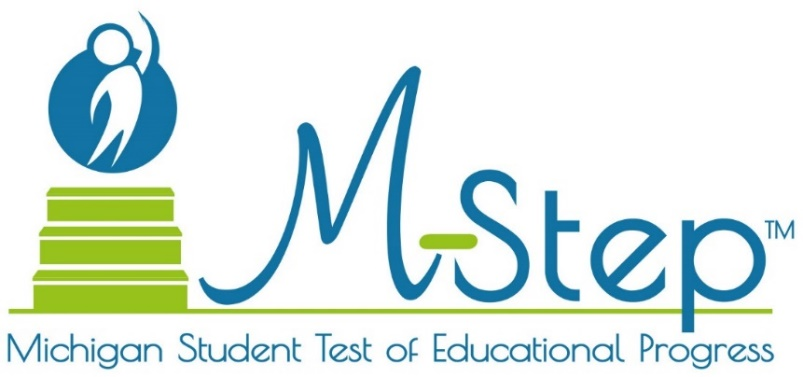 M-Step™
Michigan Student Test of Educational Progress